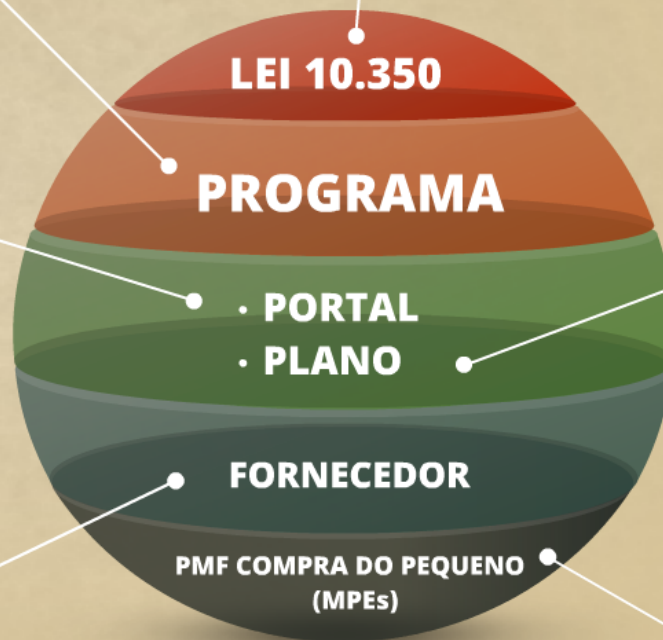 LEI 10.350
PROGRAMA
· PORTAL
· PLANO
FORNECEDOR
PMF COMPRA DO PEQUENO
(MPEs)